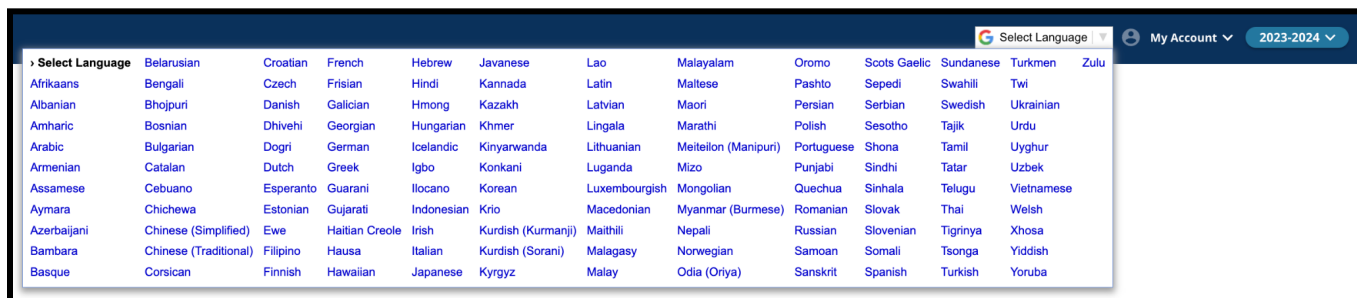 Select Language ▼ My Account 2023-2024
› Select Language Belarusian Croatian French Hebrew Javanese Lao Malayalam Oromo Scots Gaelic Sundanese Turkmen Zulu
Afrikaans Bengali Czech Frisian Hindi Kannada Latin Maltese Pashto Sepedi Swahili Twi
Albanian Bhojpuri Danish Galician Hmong Kazakh Latvian Maori Persian Serbian Swedish Ukrainian
Amharic Bosnian Dhivehi Georgian Hungarian Khmer Lingala Marathi Polish Sesotho Tajik Urdu
Arabic Bulgarian Dogri German Icelandic Kinyarwanda Lithuanian Meiteilon (Manipuri) Portuguese Shona Tamil Uyghur
Armenian Catalan Dutch Greek Igbo Konkani Luganda Mizo Punjabi Sindhi Tatar Uzbek
Assamese Cebuano Esperanto Guarani Ilocano Korean Luxembourgish Mongolian Quechua Sinhala Telugu Vietnamese
Aymara Chichewa Estonian Gujarati Indonesian Krio Macedonian Myanmar (Burmese) Romanian Slovak Thai Welsh
Azerbaijani Chinese (Simplified) Ewe Haitian Creole Irish Kurdish (Kurmanji) Maithili Nepali Russian Slovenian Tigrinya Xhosa
Bambara Chinese (Traditional) Filipino Hausa Italian Kurdish (Sorani) Malagasy Norwegian Samoan Somali Tsonga Yiddish
Basque Corsican Finnish Hawaiian Japanese Kyrgyz Malay Odia (Oriya) Sanskrit Spanish Turkish Yoruba